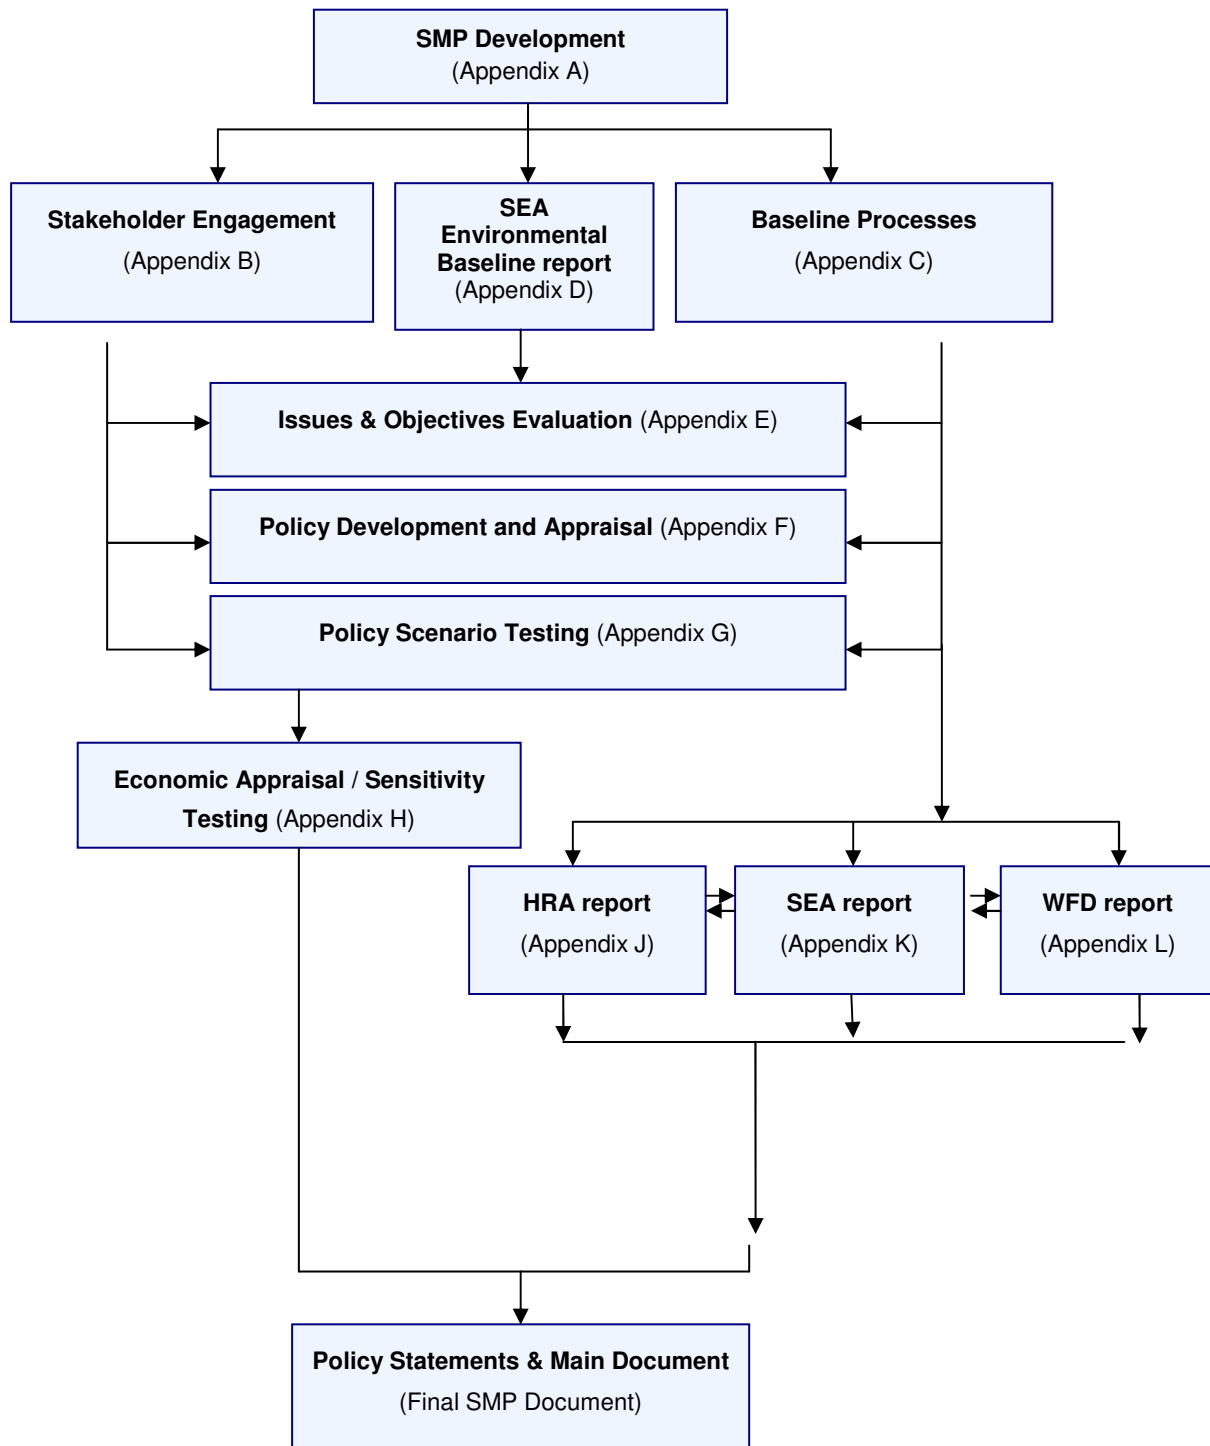 SMP Development
(Appendix A)
Stakeholder Engagement
(Appendix B)
SEA
Environmental
Baseline report
(Appendix D)
Baseline Processes
(Appendix C)
Issues & Objectives Evaluation (Appendix E)
Policy Development and Appraisal (Appendix F)
Policy Scenario Testing (Appendix G)
Economic Appraisal / Sensitivity
Testing (Appendix H)
HRA report
(Appendix J)
SEA report
(Appendix K)
WFD report
(Appendix L)
Policy Statements & Main Document
(Final SMP Document)